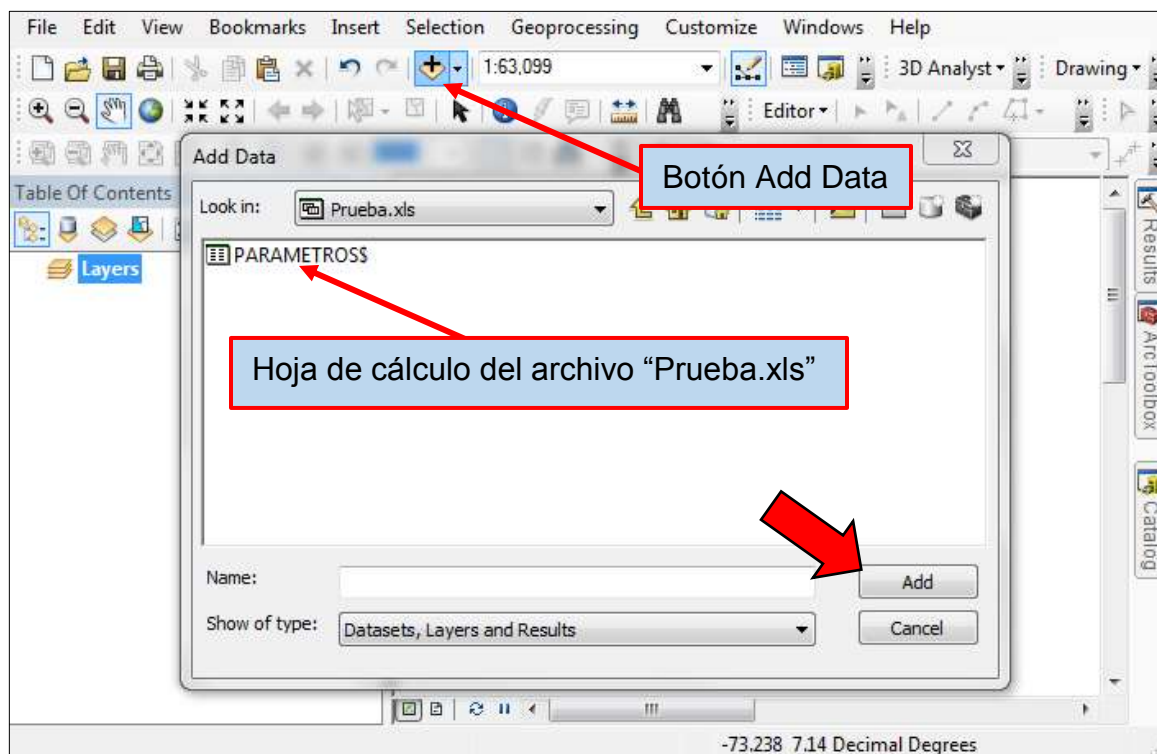 File Edit View Bookmarks Insert Selection Geoprocessing Customize Windows Help
1:63,099
3D Analyst
Drawing
Editor
Add Data
Botón Add Data
Table Of Contents
Look in: Prueba.xls
Layers
PARAMETROS$
Hoja de cálculo del archivo “Prueba.xls”
Results
ArcToolbox
Catalog
Name:
Add
Show of type: Datasets, Layers and Results
Cancel
-73.238 7.14 Decimal Degrees